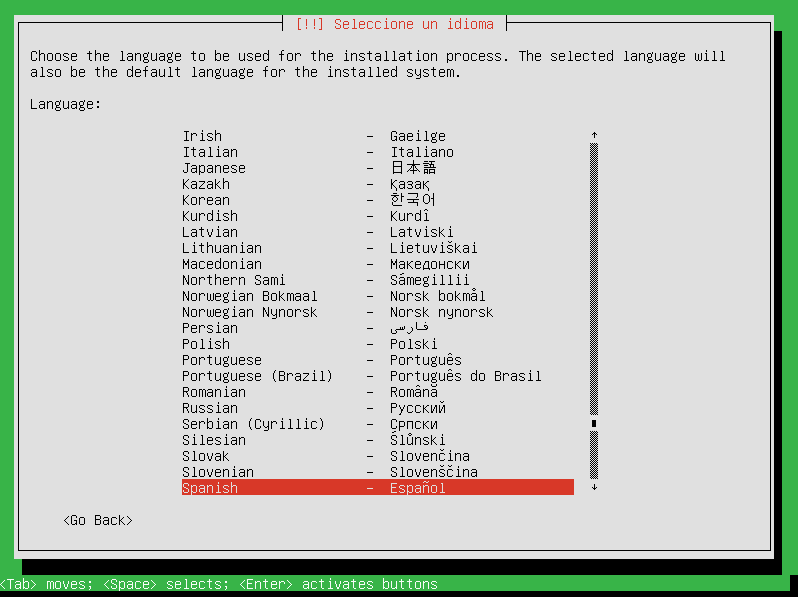 [!!] Seleccione un idioma
Choose the language to be used for the installation process. The selected language will
also be the default language for the installed system.
Language:
Irish - Gaeilge
Italian - Italiano
Japanese - 日本語
Kazakh - Қазақ
Korean - 한국어
Kurdish - Kurdî
Latvian - Latviski
Lithuanian - Lietuviškai
Macedonian - Македонски
Northern Sami - Sámegillii
Norwegian Bokmaal - Norsk bokmål
Norwegian Nynorsk - Norsk nynorsk
Persian - فارسی
Polish - Polski
Portuguese - Português
Portuguese (Brazil) - Português do Brasil
Romanian - Română
Russian - Русский
Serbian (Cyrillic) - Српски
Silesian - Ślůnski
Slovak - Slovenčina
Slovenian - Slovenščina
Spanish - Español
<Go Back>
<Tab> moves; <Space> selects; <Enter> activates buttons